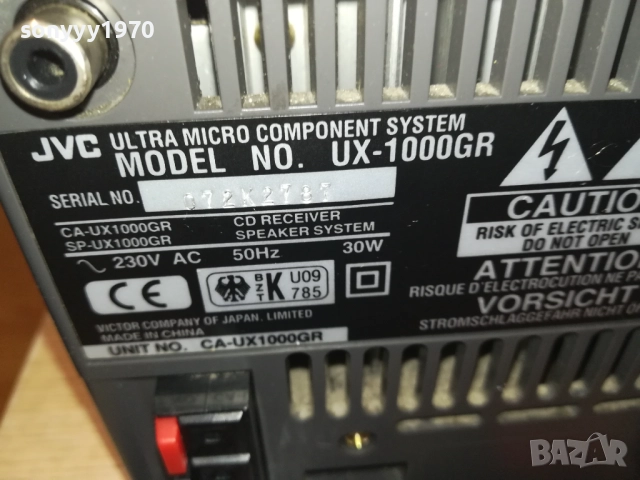 sonyyy1970
JVC ULTRA MICRO COMPONENT SYSTEM
MODEL NO. UX-1000GR
SERIAL NO.
CA-UX1000GR CD RECEIVER
SP-UX1000GR SPEAKER SYSTEM
~ 230V AC 50Hz 30W
CE BZT K U09 785
VICTOR COMPANY OF JAPAN. LIMITED
MADE IN CHINA
UNIT NO. CA-UX1000GR
CAUTIO
RISK OF ELECTRIC S
DO NOT OPEN
ATTENTION
RISQUE D'ELECTROCUTION NE P
VORSICHT
STROMSCHLAGGEFAHR NICHT
BAZAR